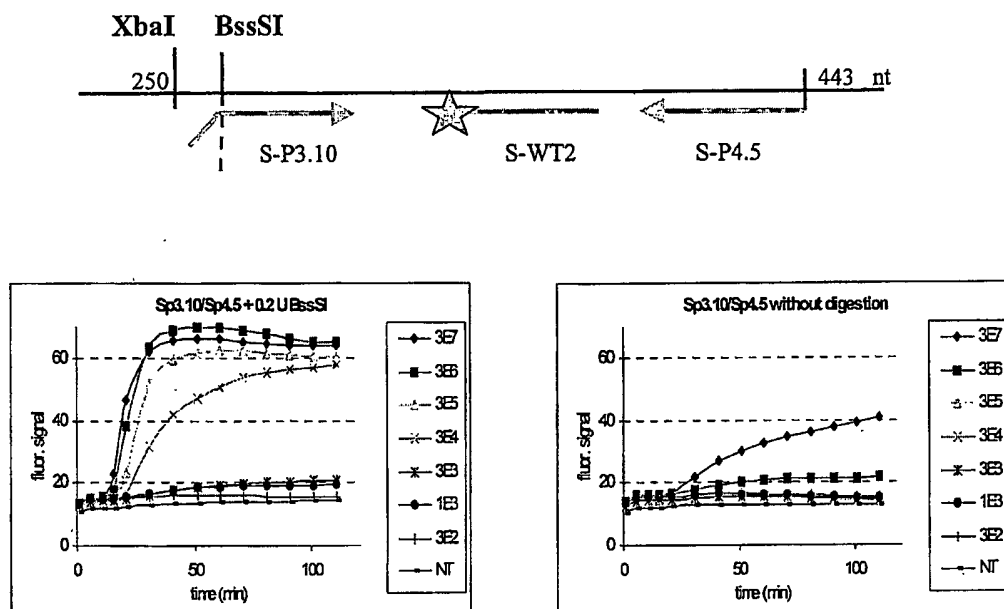 XbaI BssSI
250
443 nt
S-P3.10 S-WT2 S-P4.5
Sp3.10/Sp4.5 + 0.2 U BssSI
fluor. signal
60
40
20
0
0 50 100
time (min)
3E7
3E6
3E5
3E4
3E3
1E3
3E2
NT
Sp3.10/Sp4.5 without digestion
fluor. signal
60
40
20
0
0 50 100
time (min)
3E7
3E6
3E5
3E4
3E3
1E3
3E2
NT